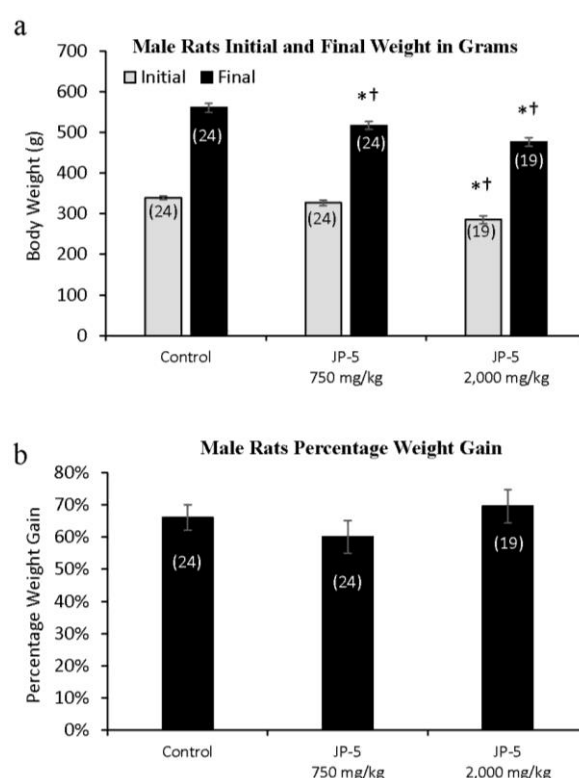 a
Male Rats Initial and Final Weight in Grams
Initial Final
Body Weight (g)
700
600
500
400
300
200
100
0
(24)
(24)
(24)
*†
(24)
*†
(19)
*†
(19)
Control
JP-5
750 mg/kg
JP-5
2,000 mg/kg
b
Male Rats Percentage Weight Gain
Percentage Weight Gain
80%
70%
60%
50%
40%
30%
20%
10%
0%
(24)
(24)
(19)
Control
JP-5
750 mg/kg
JP-5
2,000 mg/kg